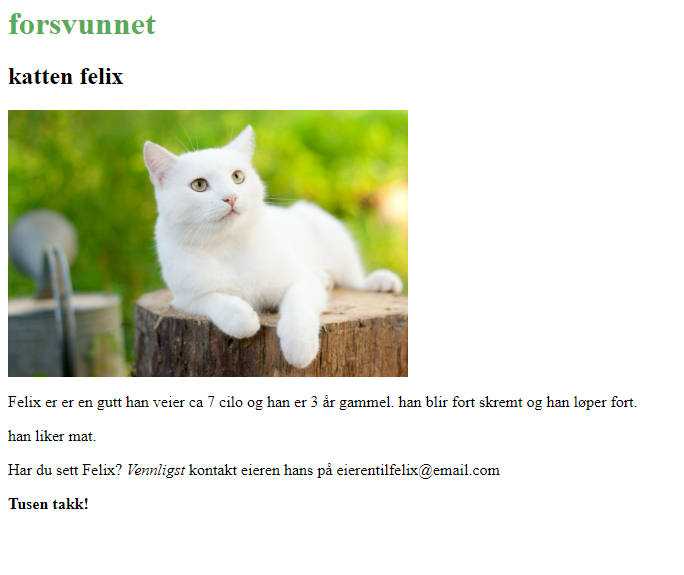 forsvunnet
katten felix
Felix er er en gutt han veier ca 7 cilo og han er 3 år gammel. han blir fort skremt og han løper fort.
han liker mat.
Har du sett Felix? Vennligst kontakt eieren hans på eierentilfelix@email.com
Tusen takk!